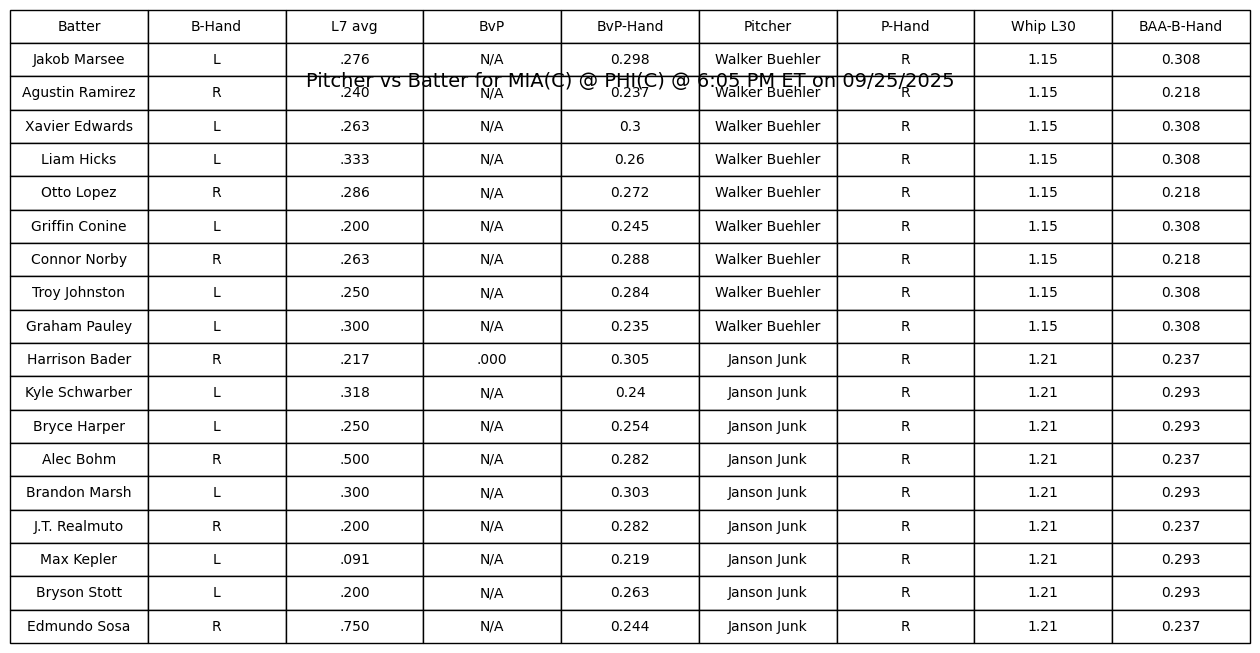 Batter B-Hand L7 avg BvP BvP-Hand Pitcher P-Hand Whip L30 BAA-B-Hand
Jakob Marsee L .276 N/A 0.298 Walker Buehler R 1.15 0.308
Pitcher vs Batter for MIA(C) @ PHI(C) @ 6:05 PM ET on 09/25/2025
Agustin Ramirez R .240 N/A 0.237 Walker Buehler R 1.15 0.218
Xavier Edwards L .263 N/A 0.3 Walker Buehler R 1.15 0.308
Liam Hicks L .333 N/A 0.26 Walker Buehler R 1.15 0.308
Otto Lopez R .286 N/A 0.272 Walker Buehler R 1.15 0.218
Griffin Conine L .200 N/A 0.245 Walker Buehler R 1.15 0.308
Connor Norby R .263 N/A 0.288 Walker Buehler R 1.15 0.218
Troy Johnston L .250 N/A 0.284 Walker Buehler R 1.15 0.308
Graham Pauley L .300 N/A 0.235 Walker Buehler R 1.15 0.308
Harrison Bader R .217 .000 0.305 Janson Junk R 1.21 0.237
Kyle Schwarber L .318 N/A 0.24 Janson Junk R 1.21 0.293
Bryce Harper L .250 N/A 0.254 Janson Junk R 1.21 0.293
Alec Bohm R .500 N/A 0.282 Janson Junk R 1.21 0.237
Brandon Marsh L .300 N/A 0.303 Janson Junk R 1.21 0.293
J.T. Realmuto R .200 N/A 0.282 Janson Junk R 1.21 0.237
Max Kepler L .091 N/A 0.219 Janson Junk R 1.21 0.293
Bryson Stott L .200 N/A 0.263 Janson Junk R 1.21 0.293
Edmundo Sosa R .750 N/A 0.244 Janson Junk R 1.21 0.237